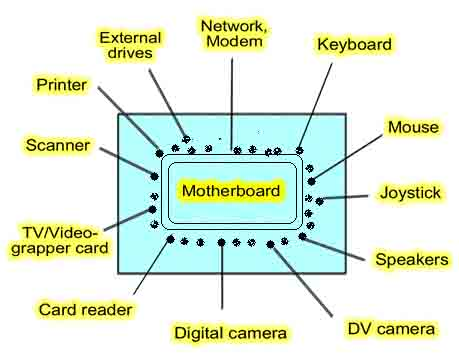 External
drives
Network,
Modem
Keyboard
Printer
Mouse
Scanner
Motherboard
Joystick
TV/Video-
grapper card
Speakers
Card reader
Digital camera
DV camera